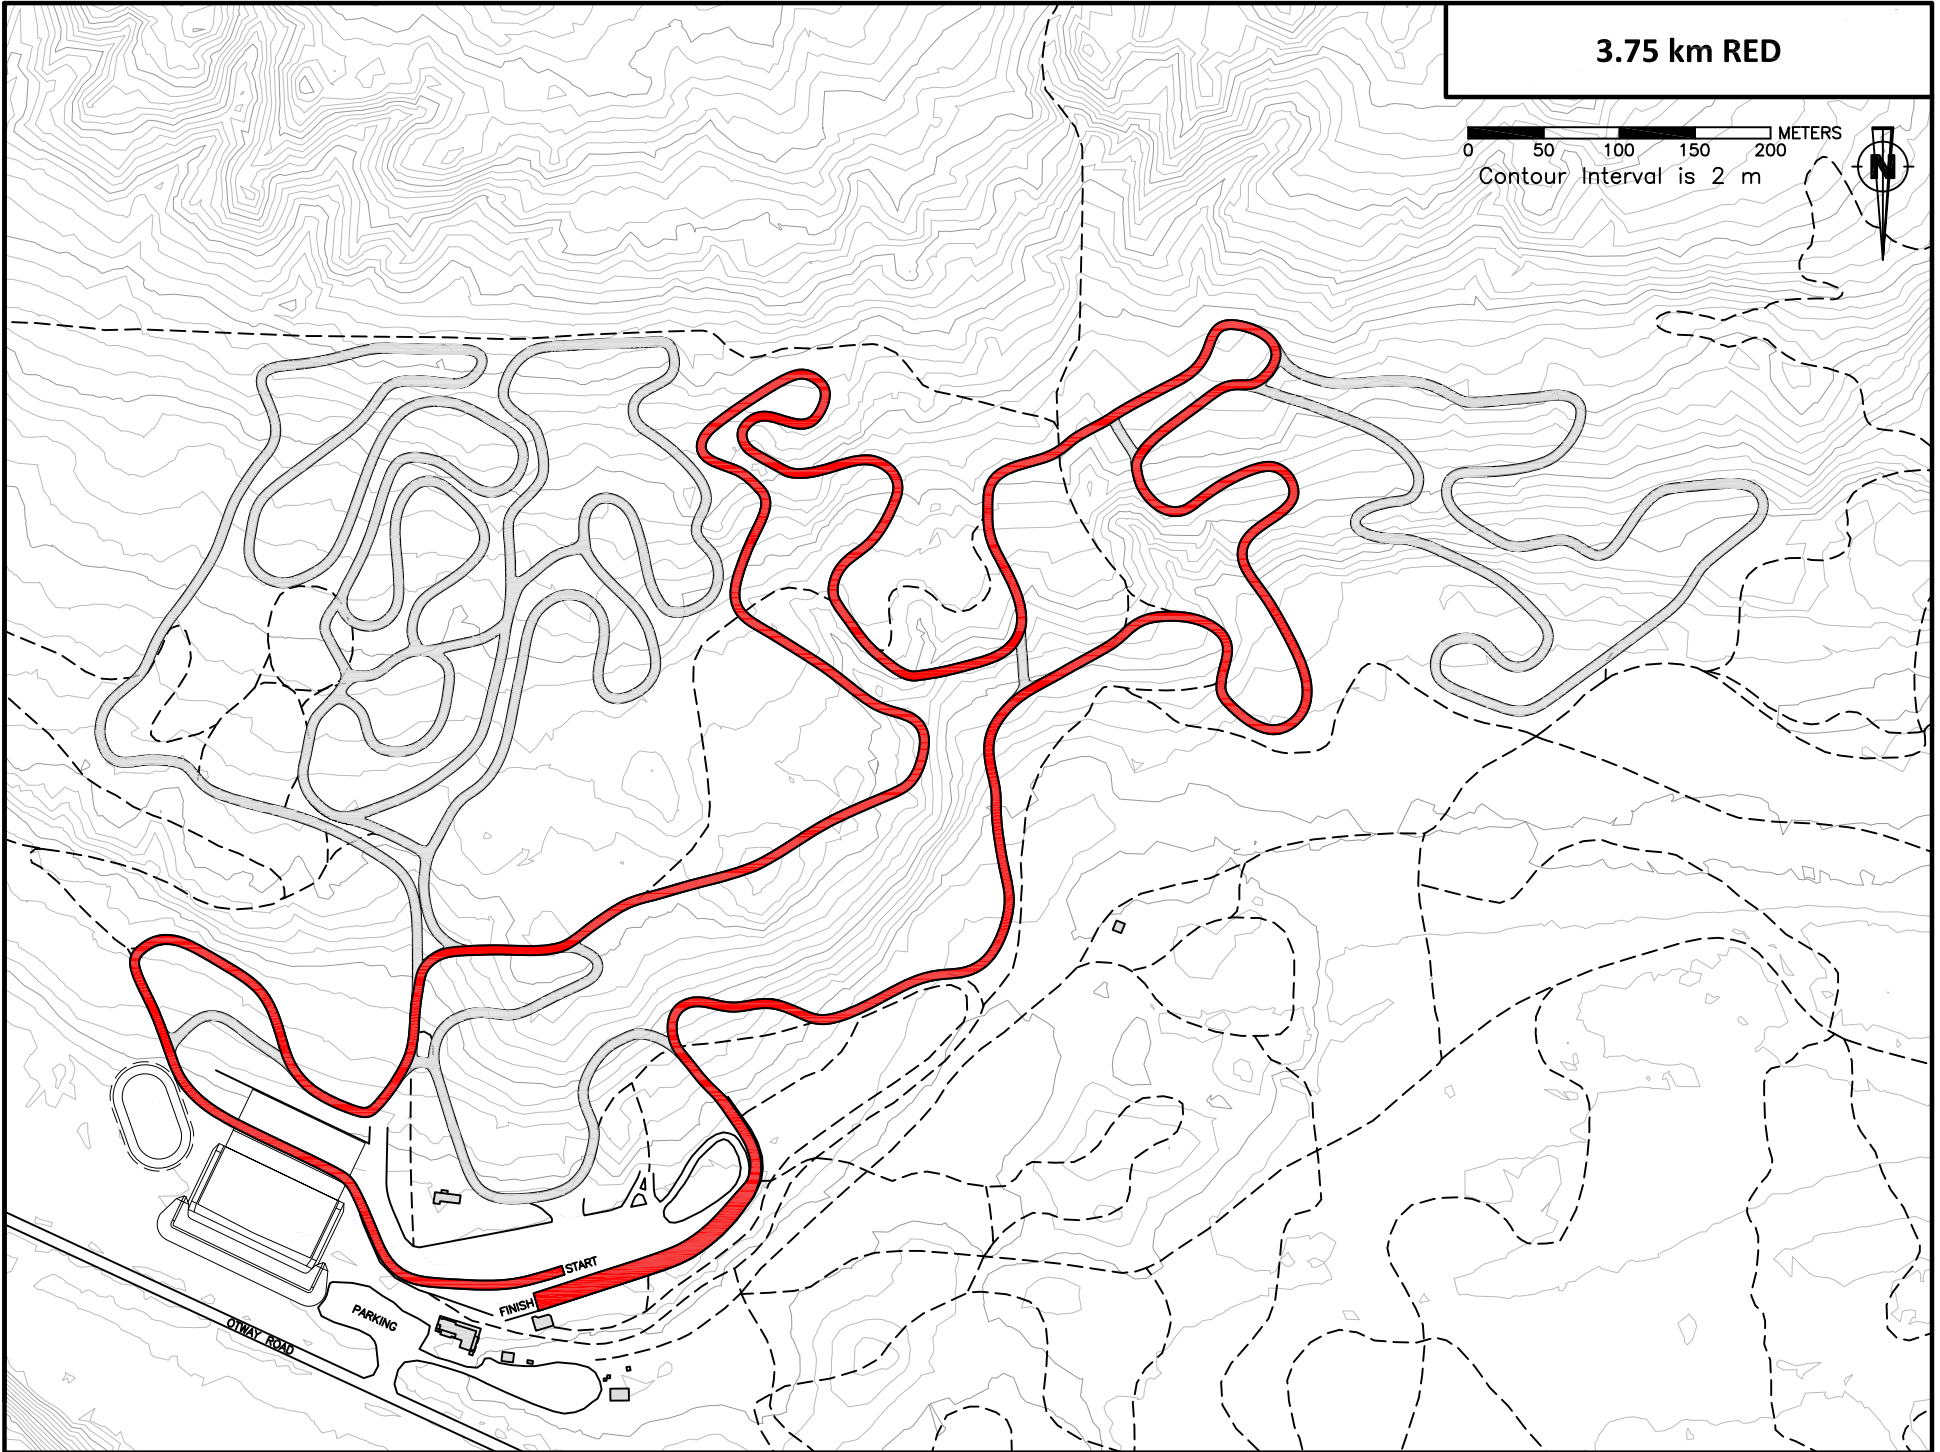 3.75 km RED
METERS
0 50 100 150 200
Contour Interval is 2 m
N
START
FINISH
PARKING
OTWAY ROAD